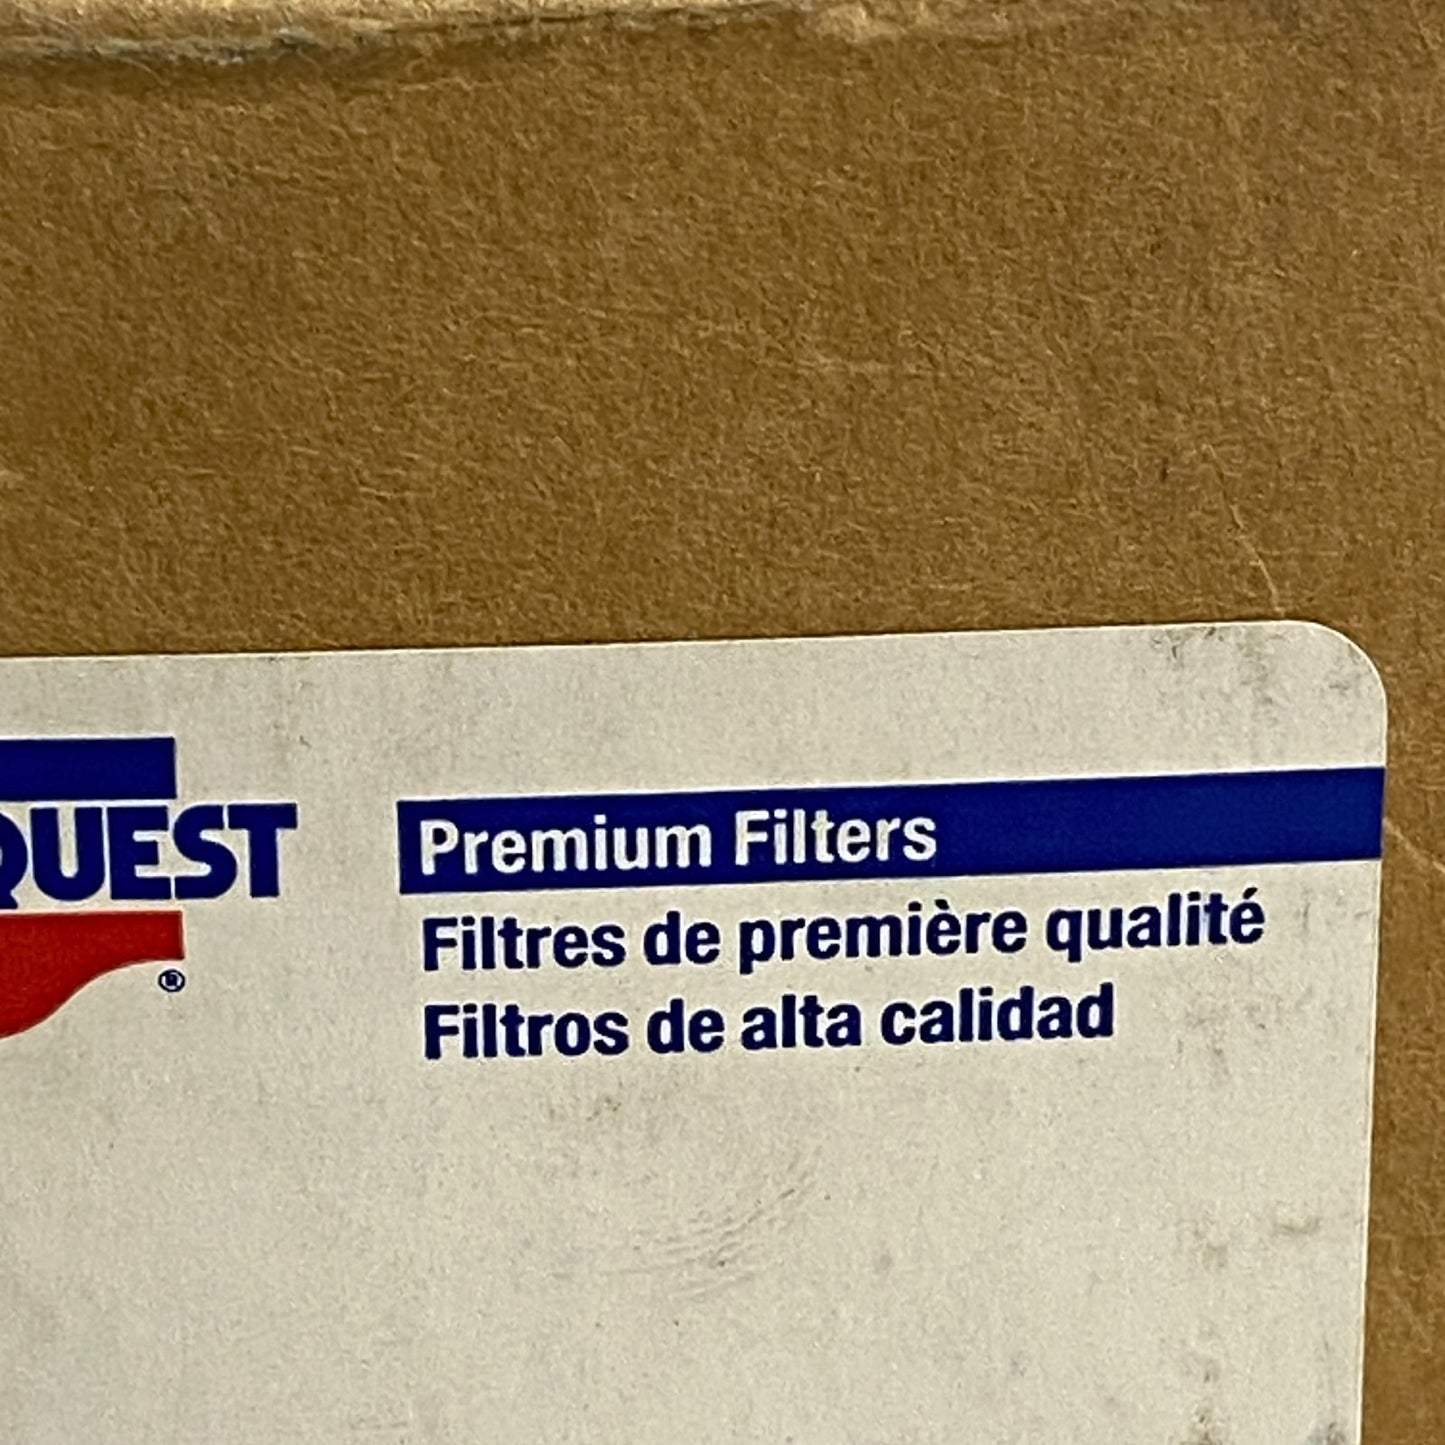 QUEST
®
Premium Filters
Filtres de première qualité
Filtros de alta calidad